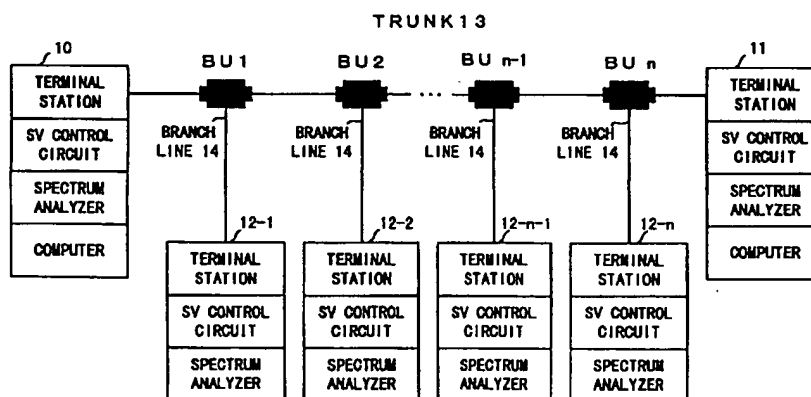 TRUNK13
10
BU1
BU2
BU n-1
BU n
11
TERMINAL
STATION
SV CONTROL
CIRCUIT
SPECTRUM
ANALYZER
COMPUTER
BRANCH
LINE 14
BRANCH
LINE 14
...
BRANCH
LINE 14
BRANCH
LINE 14
TERMINAL
STATION
SV CONTROL
CIRCUIT
SPECTRUM
ANALYZER
COMPUTER
12-1
TERMINAL
STATION
SV CONTROL
CIRCUIT
SPECTRUM
ANALYZER
12-2
TERMINAL
STATION
SV CONTROL
CIRCUIT
SPECTRUM
ANALYZER
12-n-1
TERMINAL
STATION
SV CONTROL
CIRCUIT
SPECTRUM
ANALYZER
12-n
TERMINAL
STATION
SV CONTROL
CIRCUIT
SPECTRUM
ANALYZER